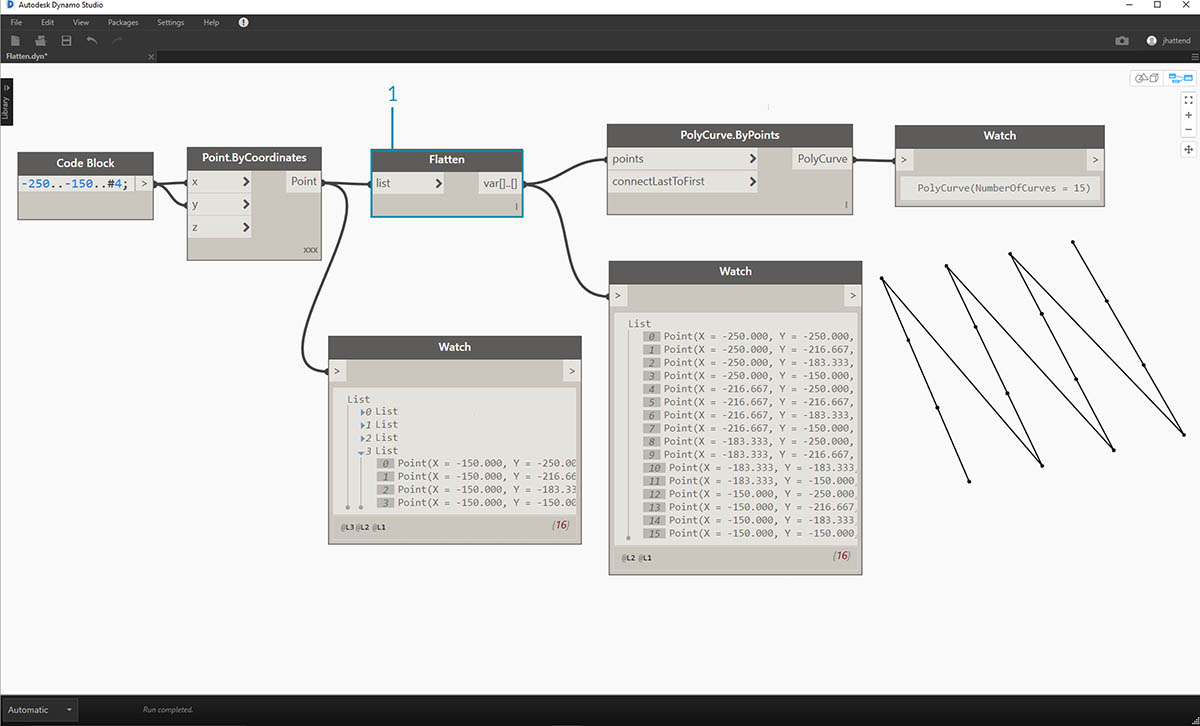 Autodesk Dynamo Studio
File Edit View Packages Settings Help
jhattend
Flatten.dyn*
Library
1
Code Block
-250..-150..#4; >
Point.ByCoordinates
x > Point
y >
z >
xxx
Flatten
list > var[]..[]
l
PolyCurve.ByPoints
points > PolyCurve
connectLastToFirst >
l
Watch
> >
PolyCurve(NumberOfCurves = 15)
Watch
> >
List
0 List
1 List
2 List
3 List
0 Point(X = -150.000, Y = -250.00
1 Point(X = -150.000, Y = -216.66
2 Point(X = -150.000, Y = -183.33
3 Point(X = -150.000, Y = -150.00
@L3 @L2 @L1 {16}
Watch
> >
List
0 Point(X = -250.000, Y = -250.000,
1 Point(X = -250.000, Y = -216.667,
2 Point(X = -250.000, Y = -183.333,
3 Point(X = -250.000, Y = -150.000,
4 Point(X = -216.667, Y = -250.000,
5 Point(X = -216.667, Y = -216.667,
6 Point(X = -216.667, Y = -183.333,
7 Point(X = -216.667, Y = -150.000,
8 Point(X = -183.333, Y = -250.000,
9 Point(X = -183.333, Y = -216.667,
10 Point(X = -183.333, Y = -183.333,
11 Point(X = -183.333, Y = -150.000,
12 Point(X = -150.000, Y = -250.000,
13 Point(X = -150.000, Y = -216.667,
14 Point(X = -150.000, Y = -183.333,
15 Point(X = -150.000, Y = -150.000,
@L2 @L1 {16}
Automatic Run completed.